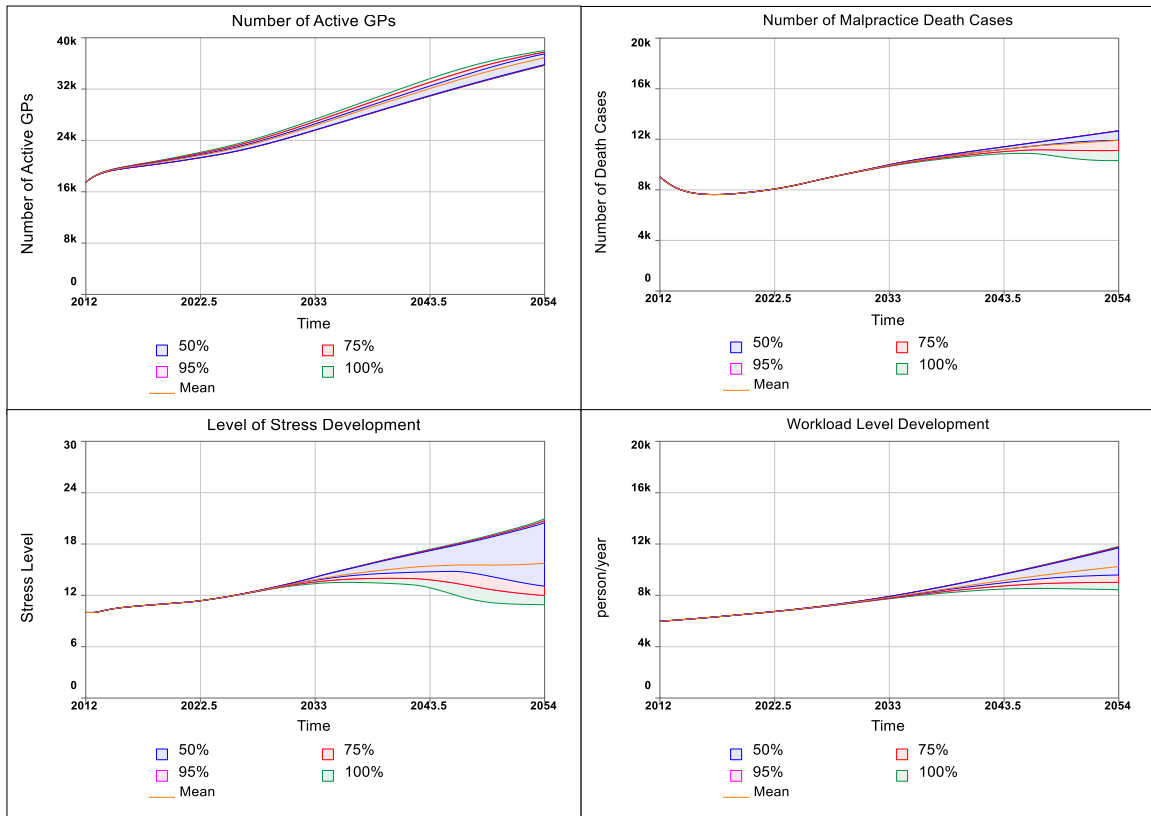 Number of Active GPs
Number of Active GPs
40k
32k
24k
16k
8k
0
2012 2022.5 2033 2043.5 2054
Time
50% 75%
95% 100%
Mean
Number of Malpractice Death Cases
Number of Death Cases
20k
16k
12k
8k
4k
0
2012 2022.5 2033 2043.5 2054
Time
50% 75%
95% 100%
Mean
Level of Stress Development
Stress Level
30
24
18
12
6
0
2012 2022.5 2033 2043.5 2054
Time
50% 75%
95% 100%
Mean
Workload Level Development
person/year
20k
16k
12k
8k
4k
0
2012 2022.5 2033 2043.5 2054
Time
50% 75%
95% 100%
Mean